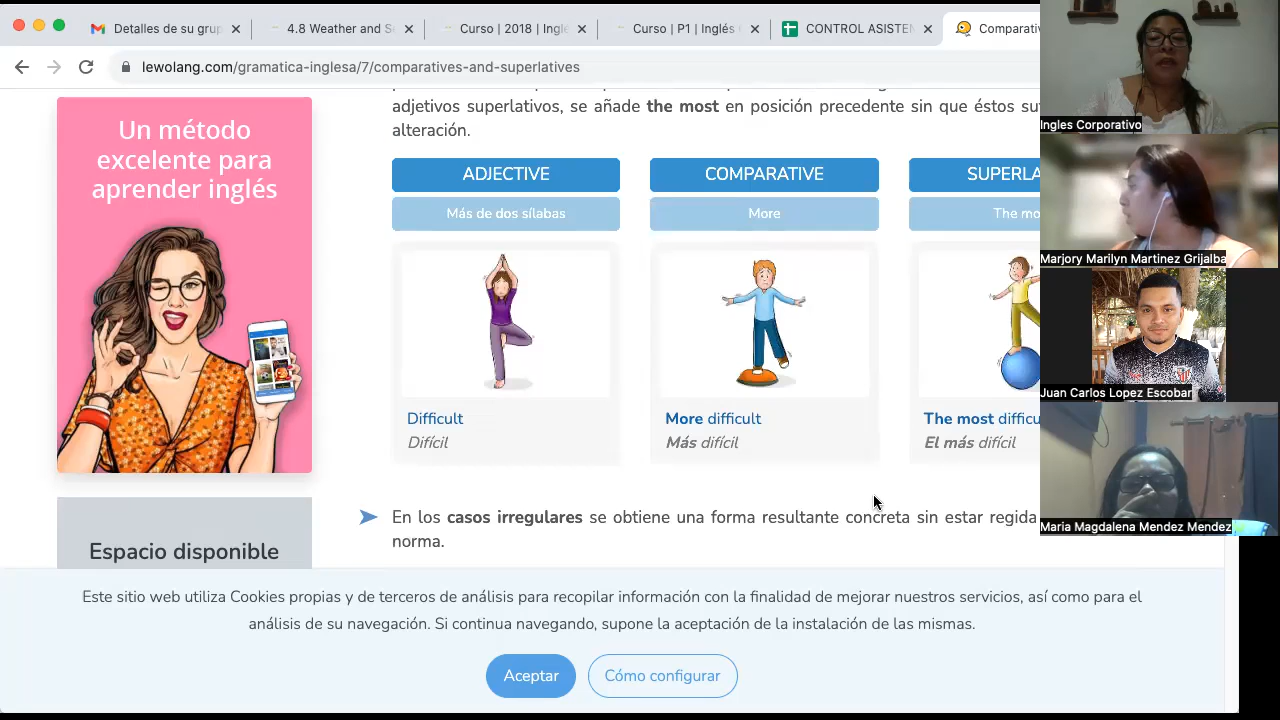 Detalles de su grup
4.8 Weather and Se
Curso | 2018 | Ingle
Curso | P1 | Inglés C
CONTROL ASISTEN
Comparativ
lewolang.com/gramatica-inglesa/7/comparatives-and-superlatives
Un método
excelente para
aprender inglés
Espacio disponible
adjetivos superlativos, se añade the most en posición precedente sin que éstos su
alteración.
ADJECTIVE
COMPARATIVE
SUPERLA
Más de dos sílabas
More
The mo
Difficult
Difícil
More difficult
Más difícil
The most difficu
El más difícil
En los casos irregulares se obtiene una forma resultante concreta sin estar regida
norma.
Este sitio web utiliza Cookies propias y de terceros de análisis para recopilar información con la finalidad de mejorar nuestros servicios, así como para el
análisis de su navegación. Si continua navegando, supone la aceptación de la instalación de las mismas.
Aceptar
Cómo configurar
Ingles Corporativo
Marjory Marilyn Martinez Grijalba
Juan Carlos Lopez Escobar
Maria Magdalena Mendez Mendez